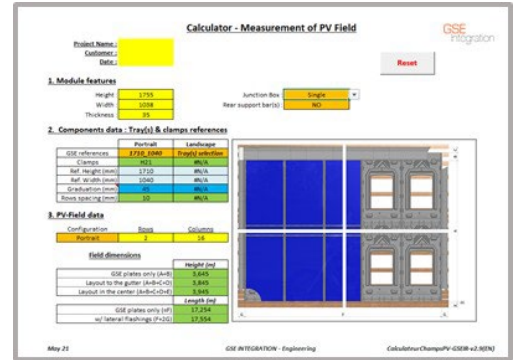 Calculator - Measurement of PV Field
GSE
integration
Project Name :
Customer :
Date :
Reset
1. Module features
Height 1755
Width 1038
Thickness 35
Junction Box Single
Rear support bar(s) NO
2. Components data : Tray(s) & clamps references
Portrait Landscape
GSE references 1710_1040 Tray(s) selection
Clamps H21 #N/A
Ref. Height (mm) 1710 #N/A
Ref. Width (mm) 1040 #N/A
Graduation (mm) 45 #N/A
Rows spacing (mm) 10 #N/A
3. PV-Field data
Configuration Rows Columns
Portrait 2 16
Field dimensions
Height (m)
GSE plates only (A+B) 3,645
Layout to the gutter (A+B+C+D) 3,845
Layout in the center (A+B+C+D+E) 3,945
Length (m)
GSE plates only (nF) 17,254
w/ lateral flashings (F+2G) 17,554
May 21
GSE INTEGRATION - Engineering
CalculateurChampsPV-GSEIR-v2.9(EN)